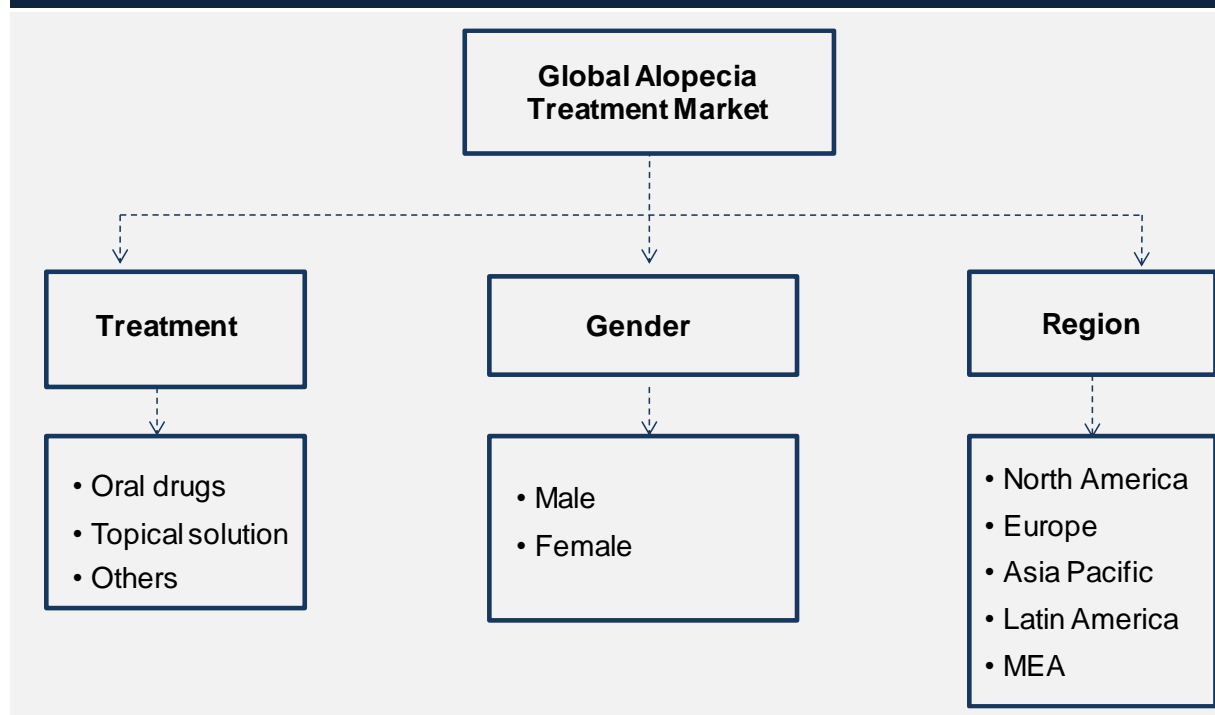 Global Alopecia
Treatment Market
Treatment
Gender
Region
• Oral drugs
• Topical solution
• Others
• Male
• Female
• North America
• Europe
• Asia Pacific
• Latin America
• MEA